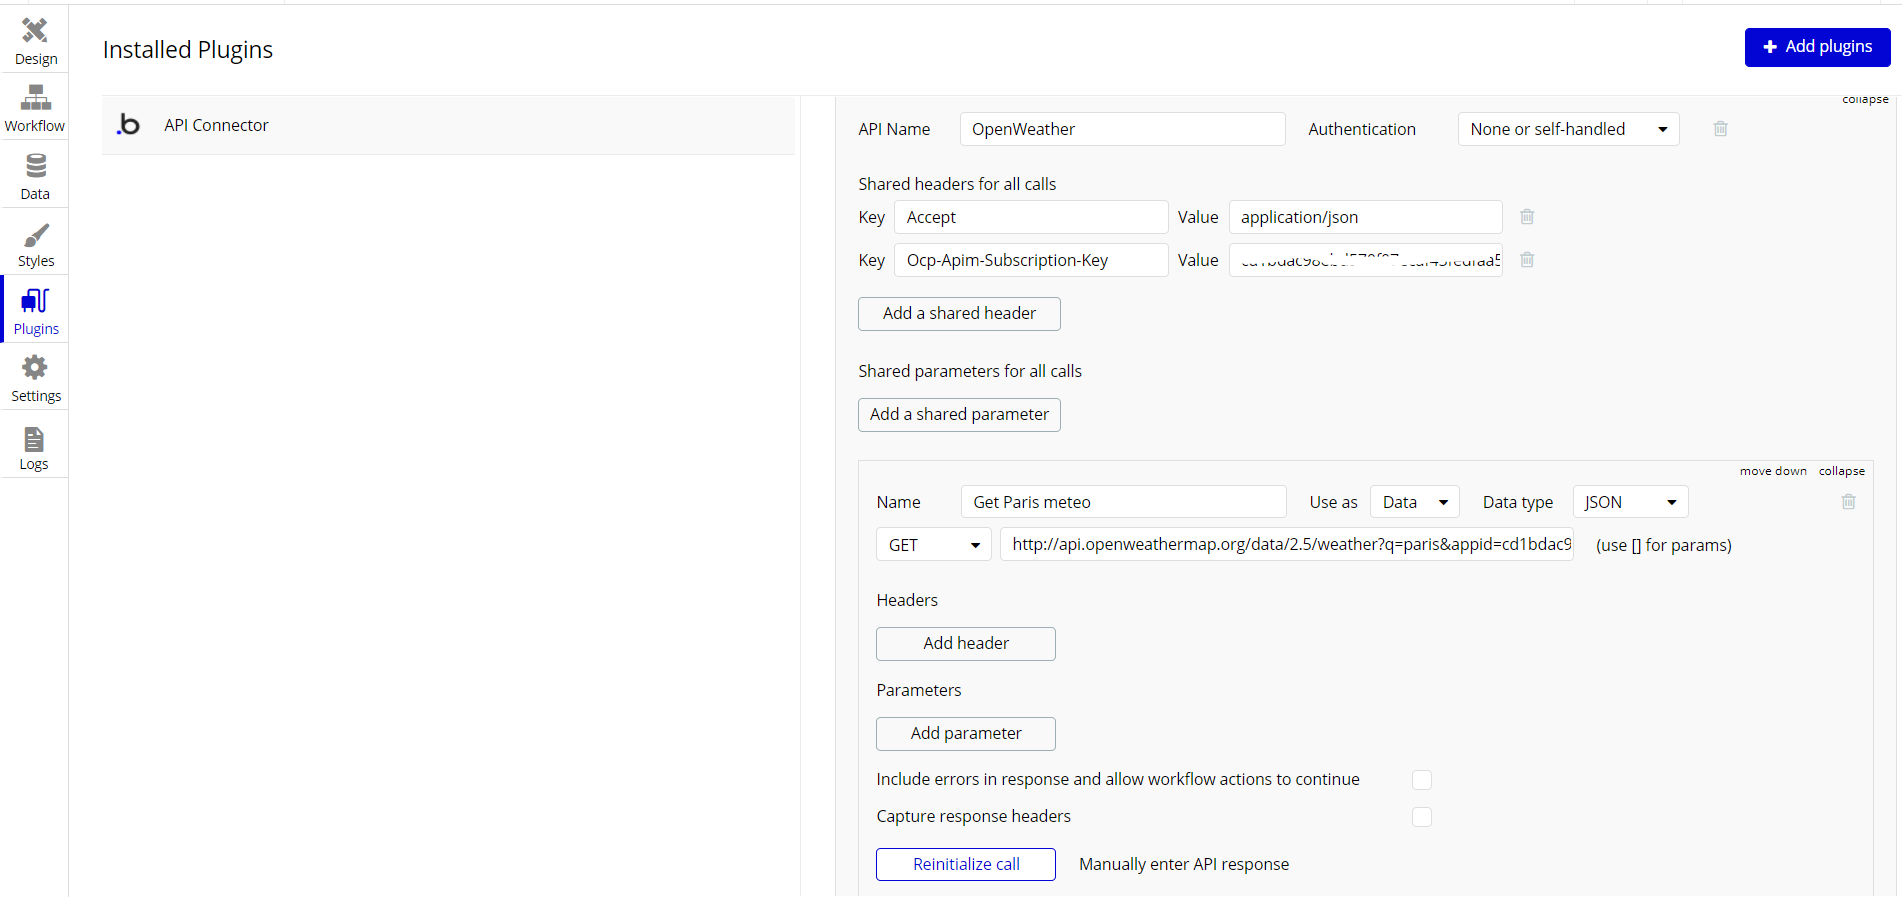 Installed Plugins
+ Add plugins
Design
Workflow
Data
Styles
Plugins
Settings
Logs
.b API Connector
collapse
API Name OpenWeather Authentication None or self-handled
Shared headers for all calls
Key Accept Value application/json
Key Ocp-Apim-Subscription-Key Value
Add a shared header
Shared parameters for all calls
Add a shared parameter
move down collapse
Name Get Paris meteo Use as Data Data type JSON
GET http://api.openweathermap.org/data/2.5/weather?q=paris&appid=cd1bdac9 (use [] for params)
Headers
Add header
Parameters
Add parameter
Include errors in response and allow workflow actions to continue
Capture response headers
Reinitialize call Manually enter API response